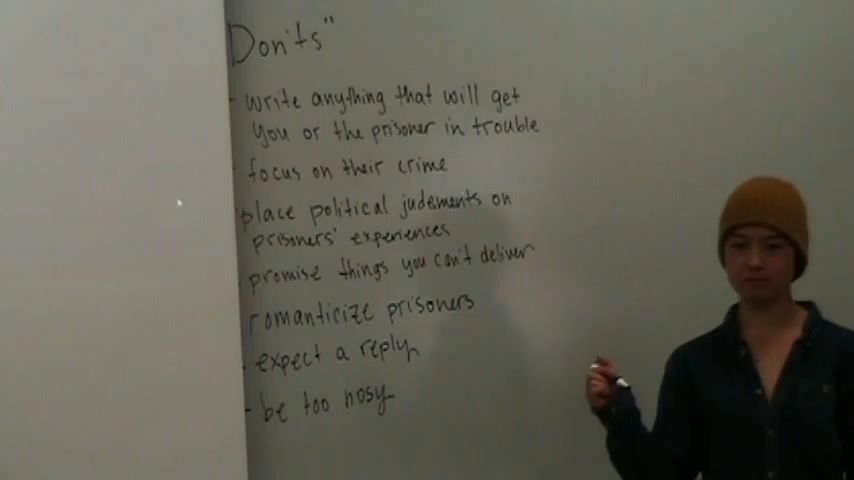 Don'ts"
- write anything that will get
you or the prisoner in trouble
focus on their crime
place political judements on
prisoners' experiences
- promise things you can't deliver
romanticize prisoners
- expect a reply
- be too nosy